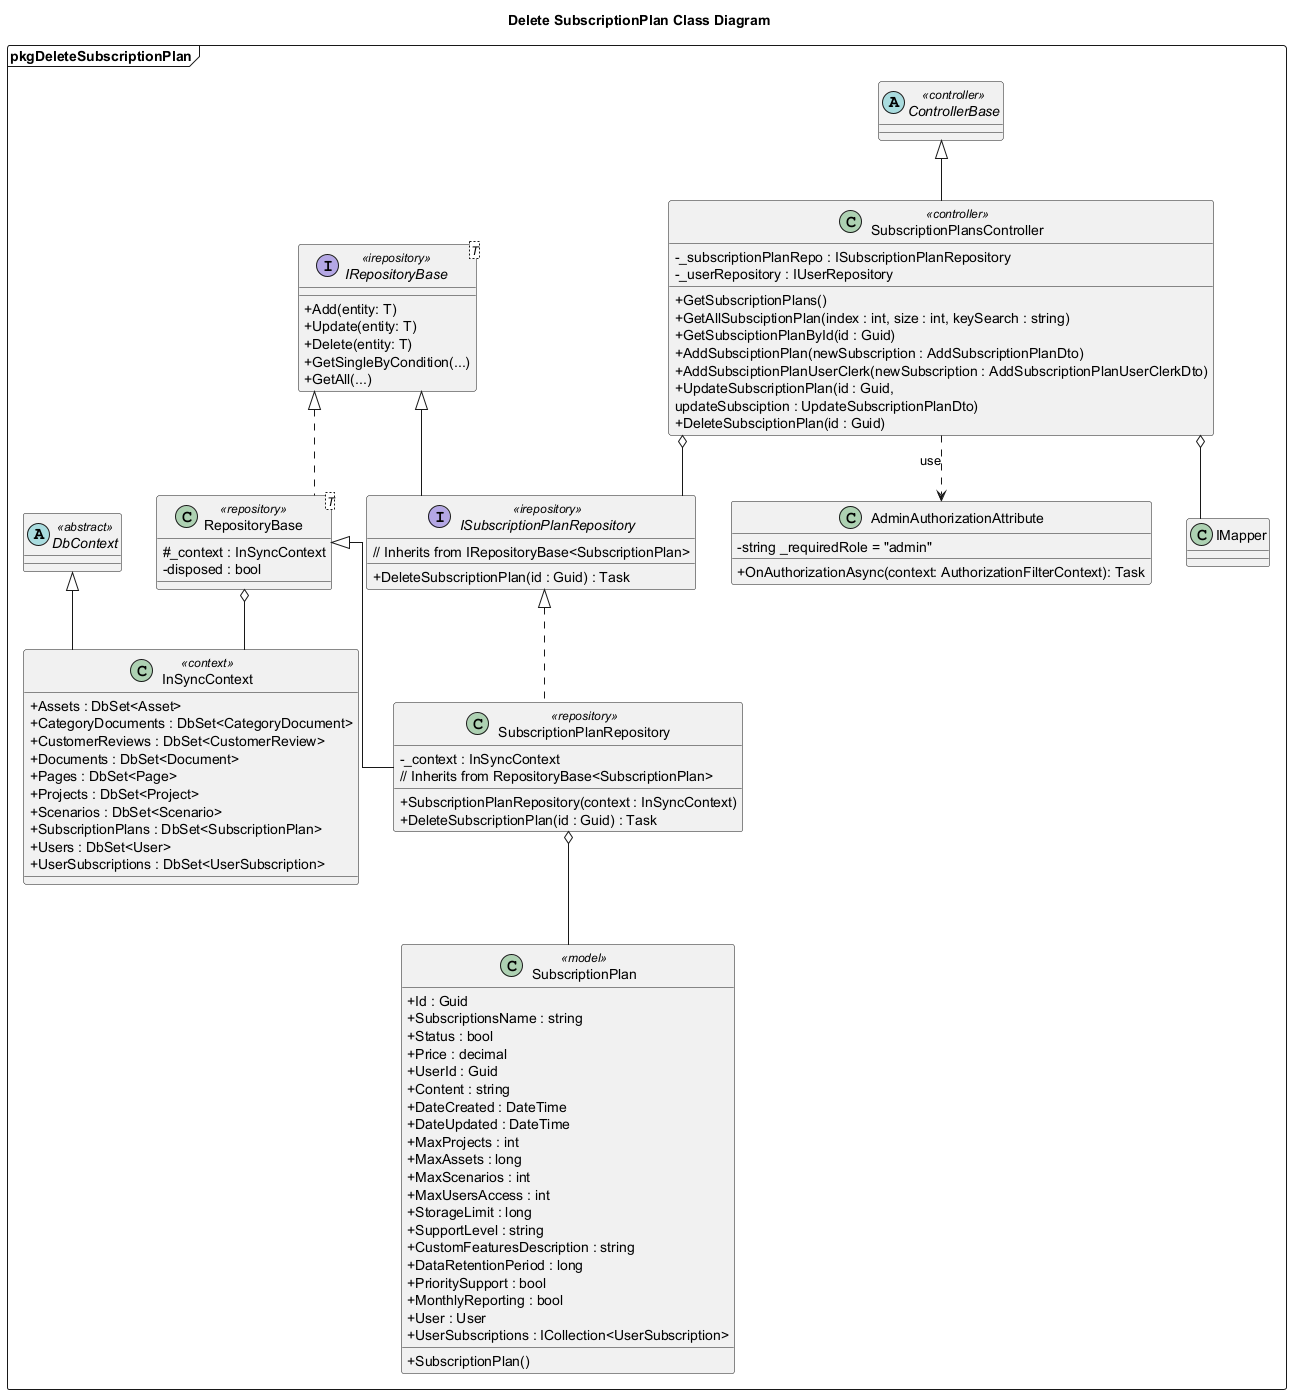 Delete SubscriptionPlan Class Diagram
pkgDeleteSubscriptionPlan
A
«controller»
ControllerBase
C
«controller»
SubscriptionPlansController
-_subscriptionPlanRepo : ISubscriptionPlanRepository
-_userRepository : IUserRepository
+GetSubscriptionPlans()
+GetAllSubsciptionPlan(index : int, size : int, keySearch : string)
+GetSubsciptionPlanById(id : Guid)
+AddSubsciptionPlan(newSubscription : AddSubscriptionPlanDto)
+AddSubsciptionPlanUserClerk(newSubscription : AddSubscriptionPlanUserClerkDto)
+UpdateSubscriptionPlan(id : Guid,
updateSubsciption : UpdateSubscriptionPlanDto)
+DeleteSubsciptionPlan(id : Guid)
T
I
«irepository»
IRepositoryBase
+Add(entity: T)
+Update(entity: T)
+Delete(entity: T)
+GetSingleByCondition(...)
+GetAll(...)
use
A
«abstract»
DbContext
T
C
«repository»
RepositoryBase
#_context : InSyncContext
-disposed : bool
I
«irepository»
ISubscriptionPlanRepository
// Inherits from IRepositoryBase<SubscriptionPlan>
+DeleteSubscriptionPlan(id : Guid) : Task
C
AdminAuthorizationAttribute
-string _requiredRole = "admin"
+OnAuthorizationAsync(context: AuthorizationFilterContext): Task
C
IMapper
C
«context»
InSyncContext
+Assets : DbSet<Asset>
+CategoryDocuments : DbSet<CategoryDocument>
+CustomerReviews : DbSet<CustomerReview>
+Documents : DbSet<Document>
+Pages : DbSet<Page>
+Projects : DbSet<Project>
+Scenarios : DbSet<Scenario>
+SubscriptionPlans : DbSet<SubscriptionPlan>
+Users : DbSet<User>
+UserSubscriptions : DbSet<UserSubscription>
C
«repository»
SubscriptionPlanRepository
-_context : InSyncContext
// Inherits from RepositoryBase<SubscriptionPlan>
+SubscriptionPlanRepository(context : InSyncContext)
+DeleteSubscriptionPlan(id : Guid) : Task
C
«model»
SubscriptionPlan
+Id : Guid
+SubscriptionsName : string
+Status : bool
+Price : decimal
+UserId : Guid
+Content : string
+DateCreated : DateTime
+DateUpdated : DateTime
+MaxProjects : int
+MaxAssets : long
+MaxScenarios : int
+MaxUsersAccess : int
+StorageLimit : long
+SupportLevel : string
+CustomFeaturesDescription : string
+DataRetentionPeriod : long
+PrioritySupport : bool
+MonthlyReporting : bool
+User : User
+UserSubscriptions : ICollection<UserSubscription>
+SubscriptionPlan()